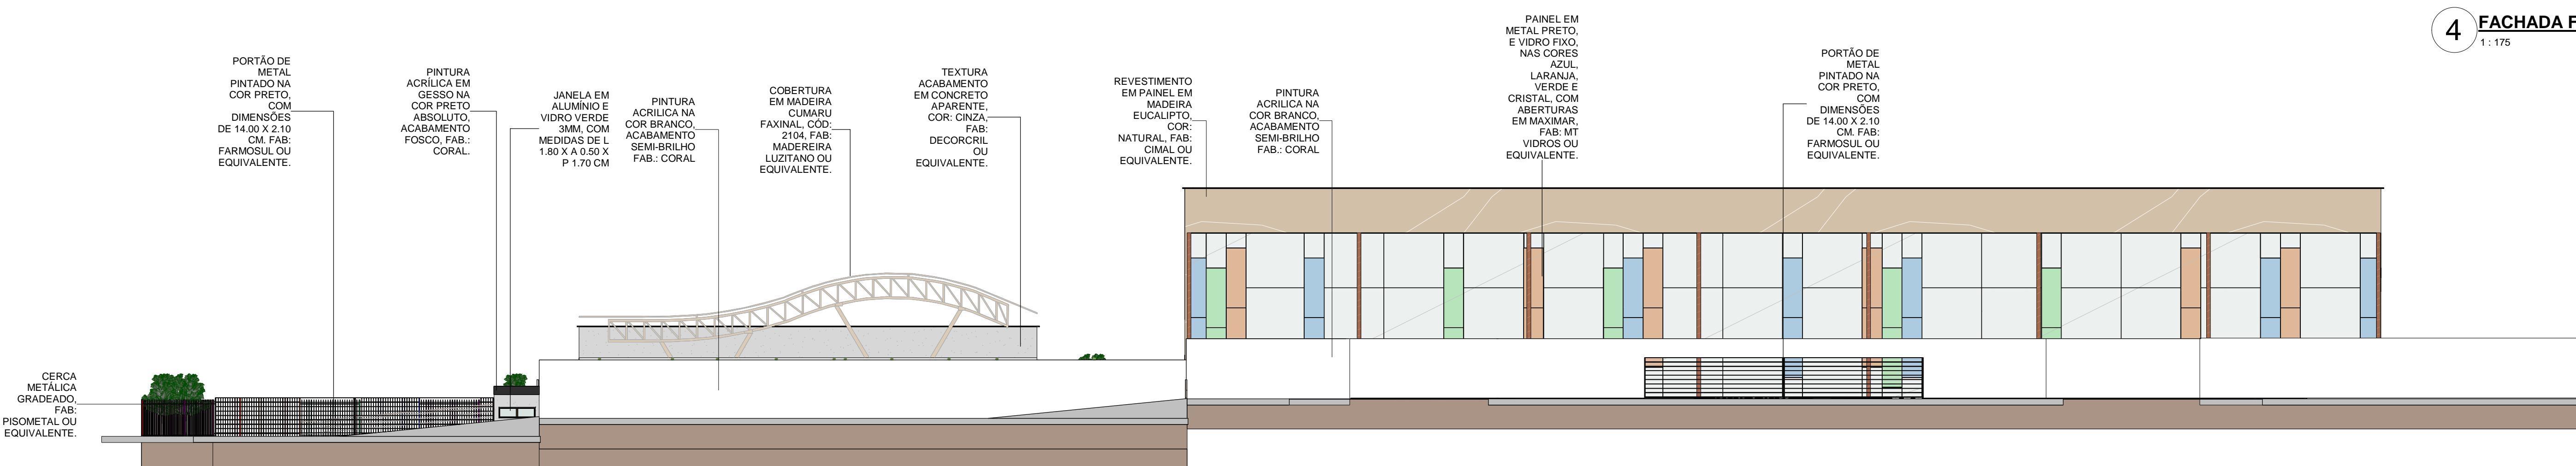 PORTÃO DE
METAL
PINTADO NA
COR PRETO,
COM
DIMENSÕES
DE 14.00 X 2.10
CM. FAB:
FARMOSUL OU
EQUIVALENTE.
PINTURA
ACRÍLICA EM
GESSO NA
COR PRETO
ABSOLUTO,
ACABAMENTO
FOSCO, FAB.:
CORAL.
JANELA EM
ALUMÍNIO E
VIDRO VERDE
3MM, COM
MEDIDAS DE L
1.80 X A 0.50 X
P 1.70 CM
PINTURA
ACRILICA NA
COR BRANCO,
ACABAMENTO
SEMI-BRILHO
FAB.: CORAL
COBERTURA
EM MADEIRA
CUMARU
FAXINAL, CÓD:
2104, FAB:
MADEREIRA
LUZITANO OU
EQUIVALENTE.
TEXTURA
ACABAMENTO
EM CONCRETO
APARENTE,
COR: CINZA,
FAB:
DECORCRIL
OU
EQUIVALENTE.
REVESTIMENTO
EM PAINEL EM
MADEIRA
EUCALIPTO,
COR:
NATURAL, FAB:
CIMAL OU
EQUIVALENTE.
PINTURA
ACRILICA NA
COR BRANCO,
ACABAMENTO
SEMI-BRILHO
FAB.: CORAL
PAINEL EM
METAL PRETO,
E VIDRO FIXO,
NAS CORES
AZUL,
LARANJA,
VERDE E
CRISTAL, COM
ABERTURAS
EM MAXIMAR,
FAB: MT
VIDROS OU
EQUIVALENTE.
PORTÃO DE
METAL
PINTADO NA
COR PRETO,
COM
DIMENSÕES
DE 14.00 X 2.10
CM. FAB:
FARMOSUL OU
EQUIVALENTE.
4 FACHADA F
1 : 175
CERCA
METÁLICA
GRADEADO,
FAB:
PISOMETAL OU
EQUIVALENTE.